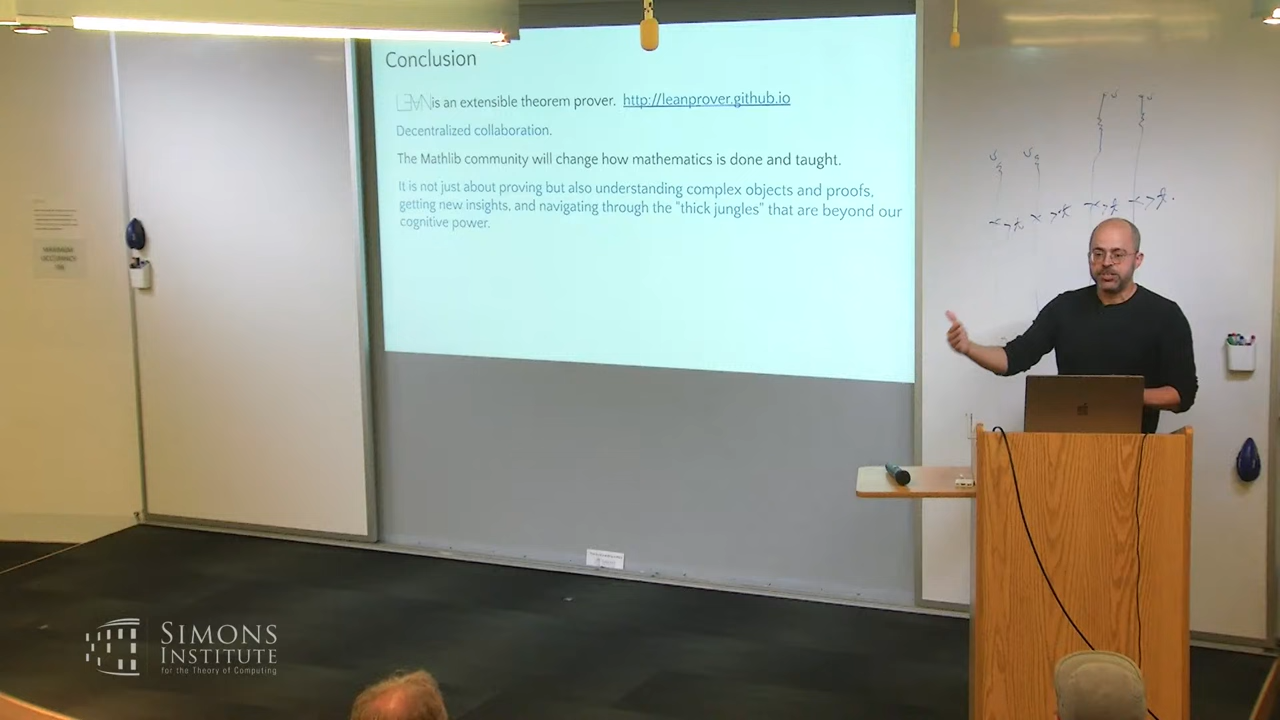 Conclusion
LE∀N is an extensible theorem prover. http://leanprover.github.io
Decentralized collaboration.
The Mathlib community will change how mathematics is done and taught.
It is not just about proving but also understanding complex objects and proofs,
getting new insights, and navigating through the "thick jungles" that are beyond our
cognitive power.
MAXIMUM
OCCUPANCY
SIMONS
INSTITUTE
for the Theory of Computing